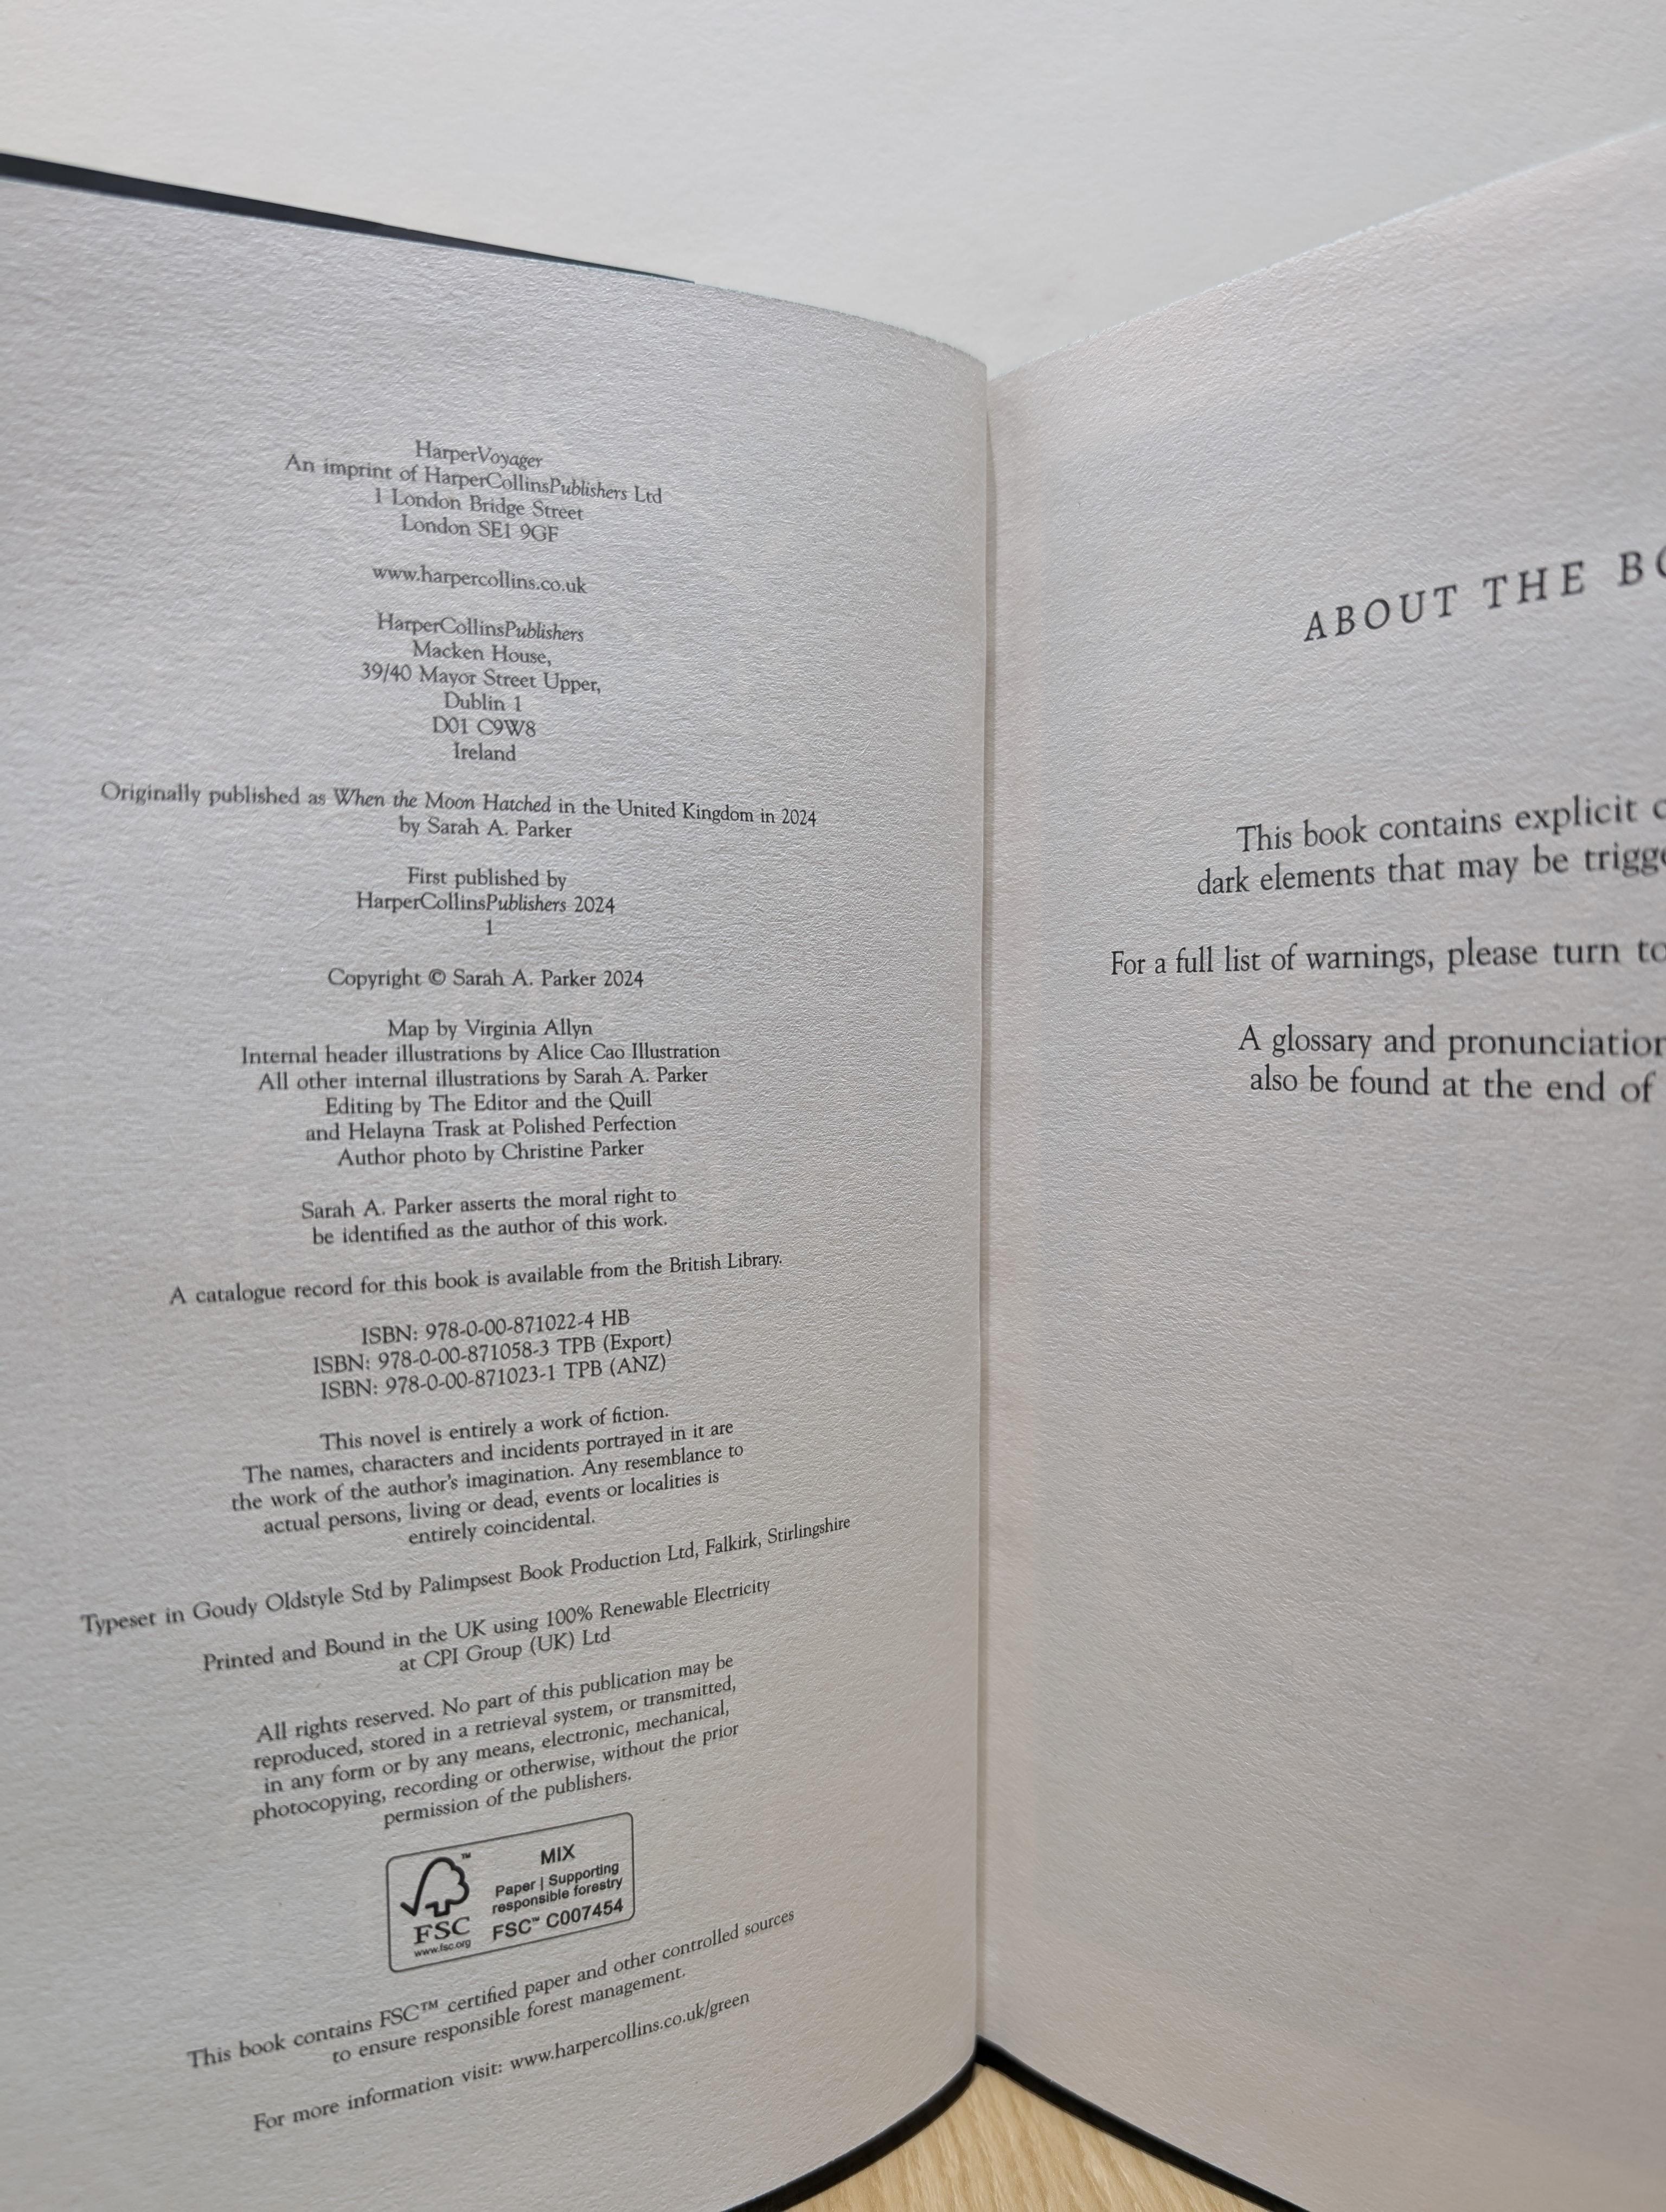 HarperVoyager
An imprint of HarperCollinsPublishers Ltd
1 London Bridge Street
London SE1 9GF
www.harpercollins.co.uk
HarperCollinsPublishers
Macken House,
39/40 Mayor Street Upper,
Dublin 1
D01 C9W8
Ireland
Originally published as When the Moon Hatched in the United Kingdom in 2024
by Sarah A. Parker
First published by
HarperCollinsPublishers 2024
1
Copyright © Sarah A. Parker 2024
Map by Virginia Allyn
Internal header illustrations by Alice Cao Illustration
All other internal illustrations by Sarah A. Parker
Editing by The Editor and the Quill
and Helayna Trask at Polished Perfection
Author photo by Christine Parker
Sarah A. Parker asserts the moral right to
be identified as the author of this work.
A catalogue record for this book is available from the British Library.
ISBN: 978-0-00-871022-4 HB
ISBN: 978-0-00-871058-3 TPB (Export)
ISBN: 978-0-00-871023-1 TPB (ANZ)
This novel is entirely a work of fiction.
The names, characters and incidents portrayed in it are
the work of the author's imagination. Any resemblance to
actual persons, living or dead, events or localities is
entirely coincidental.
Typeset in Goudy Oldstyle Std by Palimpsest Book Production Ltd, Falkirk, Stirlingshire
Printed and Bound in the UK using 100% Renewable Electricity
at CPI Group (UK) Ltd
All rights reserved. No part of this publication may be
reproduced, stored in a retrieval system, or transmitted,
in any form or by any means, electronic, mechanical,
photocopying, recording or otherwise, without the prior
permission of the publishers.
FSC
www.fsc.org
MIX
Paper | Supporting
responsible forestry
FSC™ C007454
This book contains FSC™ certified paper and other controlled sources
to ensure responsible forest management.
For more information visit: www.harpercollins.co.uk/green
ABOUT THE
This book contains explicit
dark elements that may be
For a full list of warnings, please turn to
A glossary and
also be found at the end of